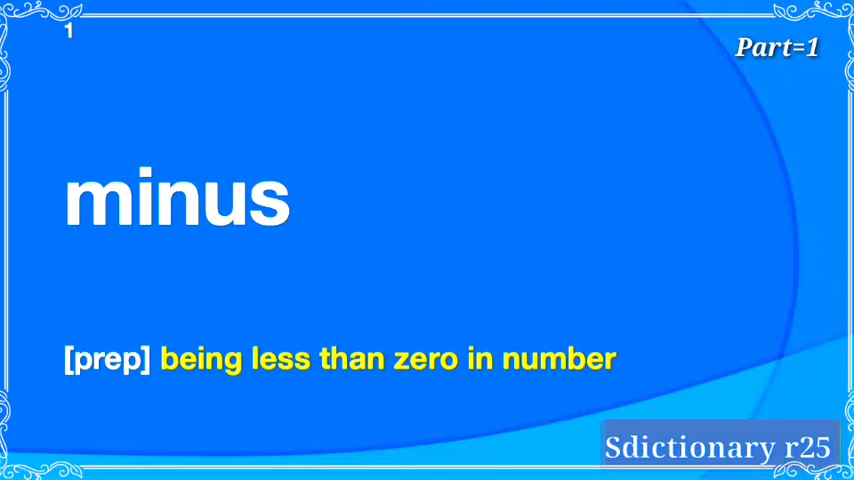 1
Part=1
minus
[prep] being less than zero in number
Sdictionary r25